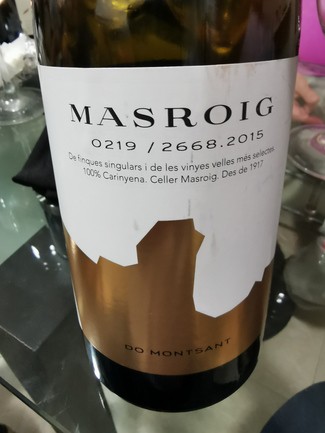 MASROIG
0219 / 2668.2015
De finques singulars i de les vinyes velles més selectes
100% Carinyena. Celler Masroig. Des de 1917
DO MONTSANT